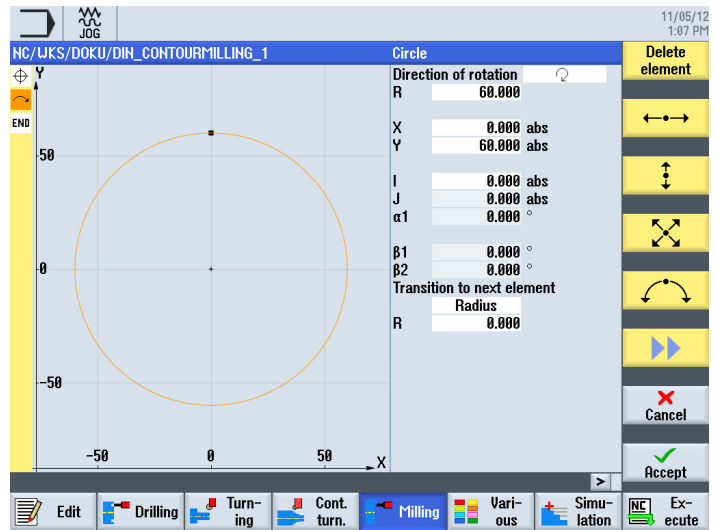 JOG
11/05/12
1:07 PM
NC/WKS/DOKU/DIN_CONTOURMILLING_1
Circle
Delete
element
Y
END
50
0
-50
-50
0
50
X
Direction of rotation
R 60.000
X 0.000 abs
Y 60.000 abs
I 0.000 abs
J 0.000 abs
α1 0.000 °
β1 0.000 °
β2 0.000 °
Transition to next element
Radius
R 0.000
Cancel
Accept
>
Edit
Drilling
Turn-
ing
Cont.
turn.
Milling
Vari-
ous
Simu-
lation
NC
Ex-
ecute